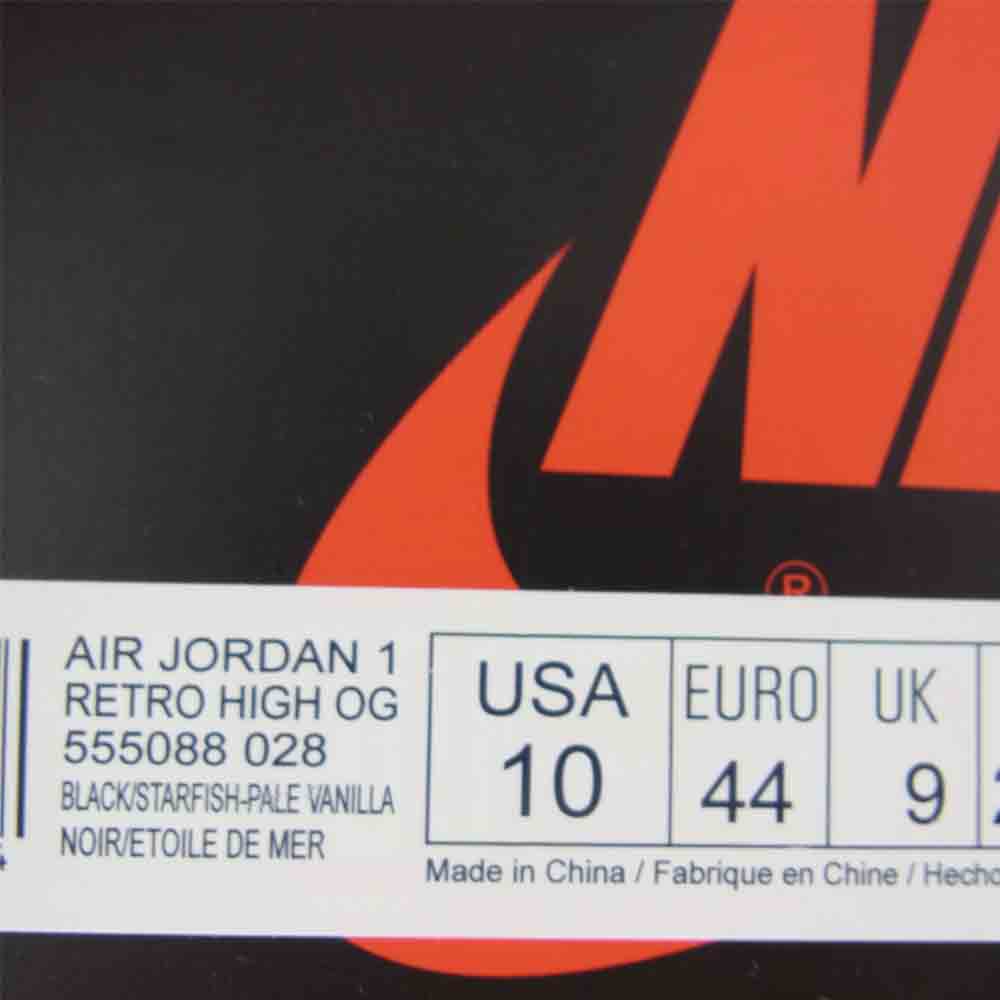 ®
AIR JORDAN 1
RETRO HIGH OG
555088 028
BLACK/STARFISH-PALE VANILLA
NOIR/ETOILE DE MER
USA EURO UK
10 44 9
Made in China / Fabrique en Chine / Hecho